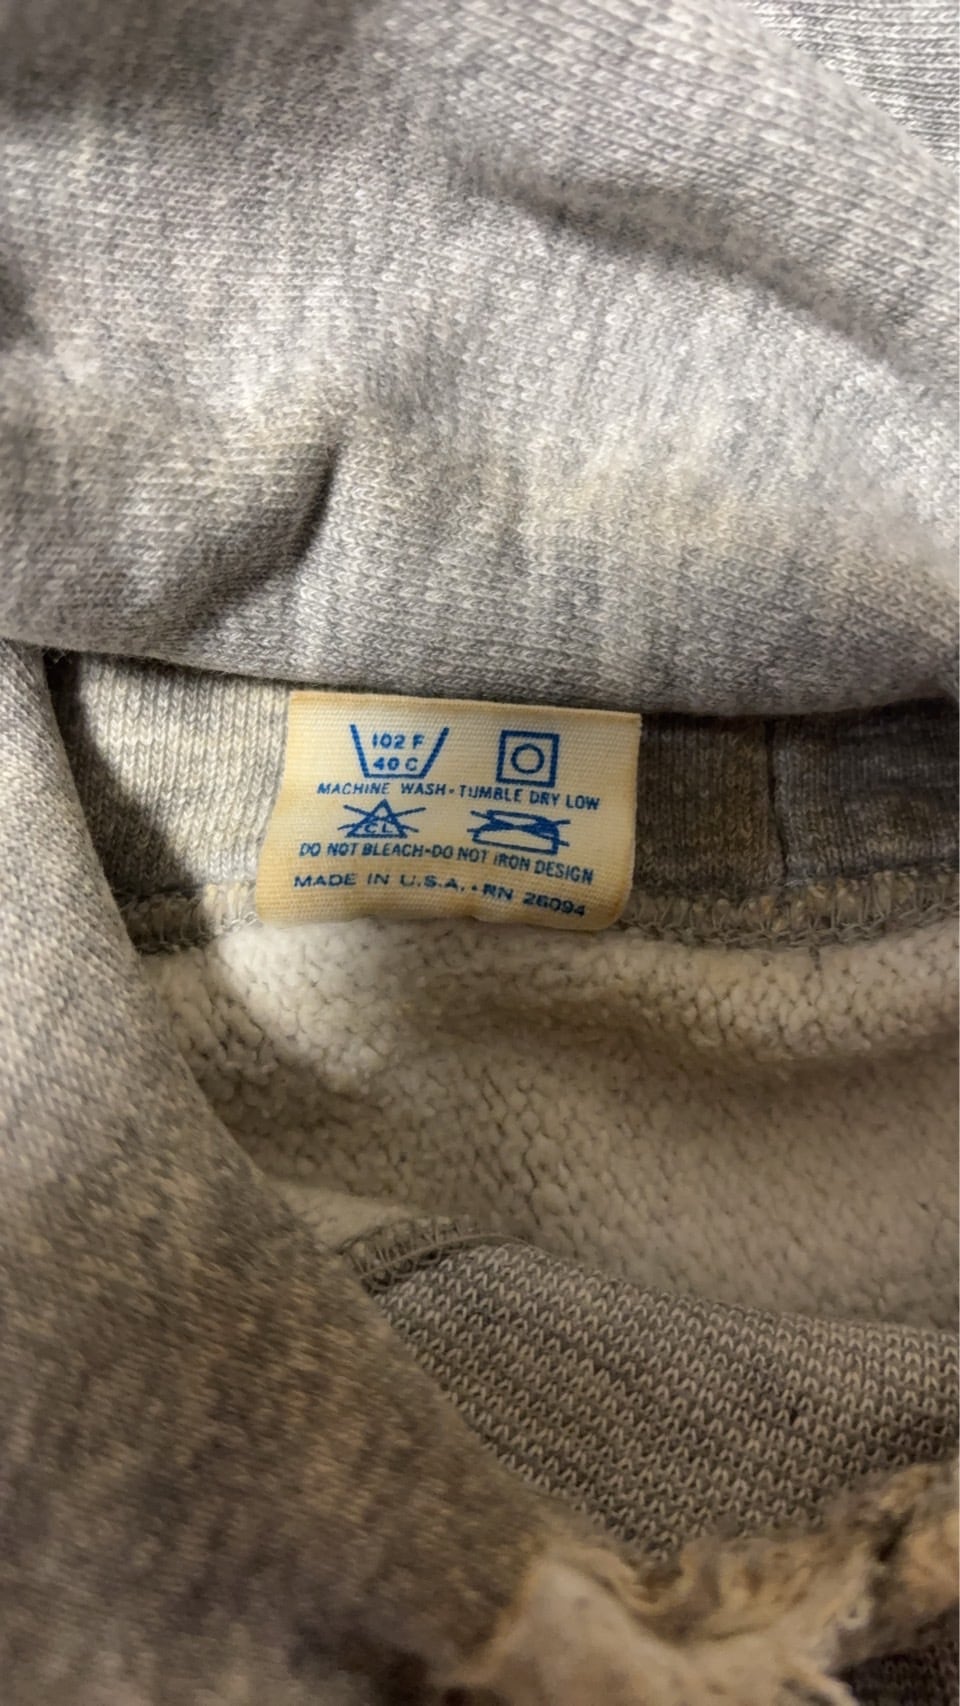 102 F
40 C
MACHINE WASH-TUMBLE DRY LOW
CL
DO NOT BLEACH-DO NOT IRON DESIGN
MADE IN U.S.A. • RN 26094